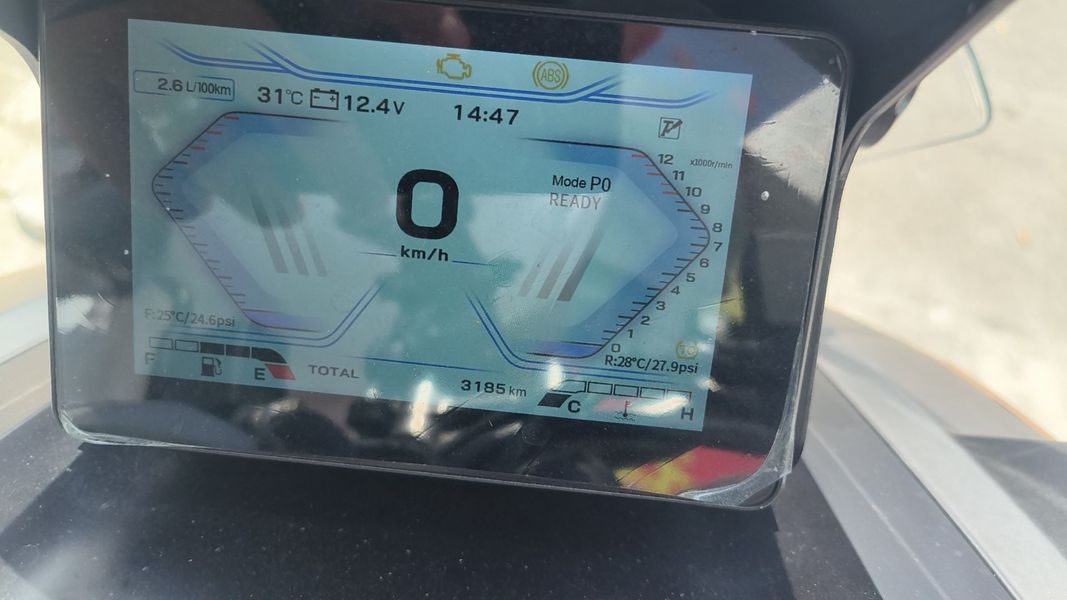 2.6 L/100km
31°C 12.4V
14:47
ABS
12 x1000r/min
11
10
9
8
7
6
5
4
3
2
1
0
0
km/h
Mode P0
READY
F:25°C/24.6psi
R:28°C/27.9psi
F
E
TOTAL
3185 km
C
H